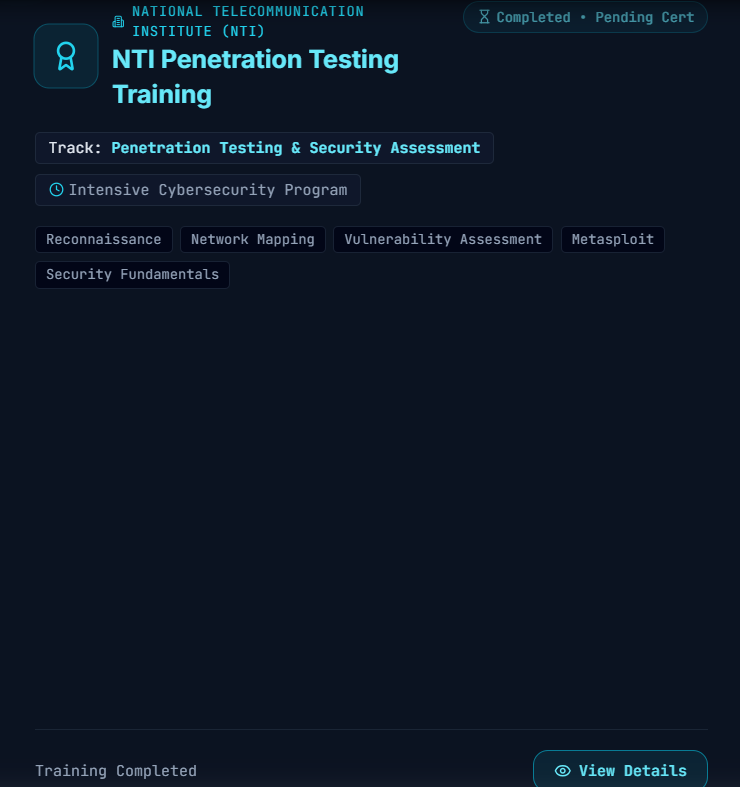 NATIONAL TELECOMMUNICATION
INSTITUTE (NTI)
Completed • Pending Cert
NTI Penetration Testing
Training
Track: Penetration Testing & Security Assessment
Intensive Cybersecurity Program
Reconnaissance Network Mapping Vulnerability Assessment Metasploit
Security Fundamentals
Training Completed View Details